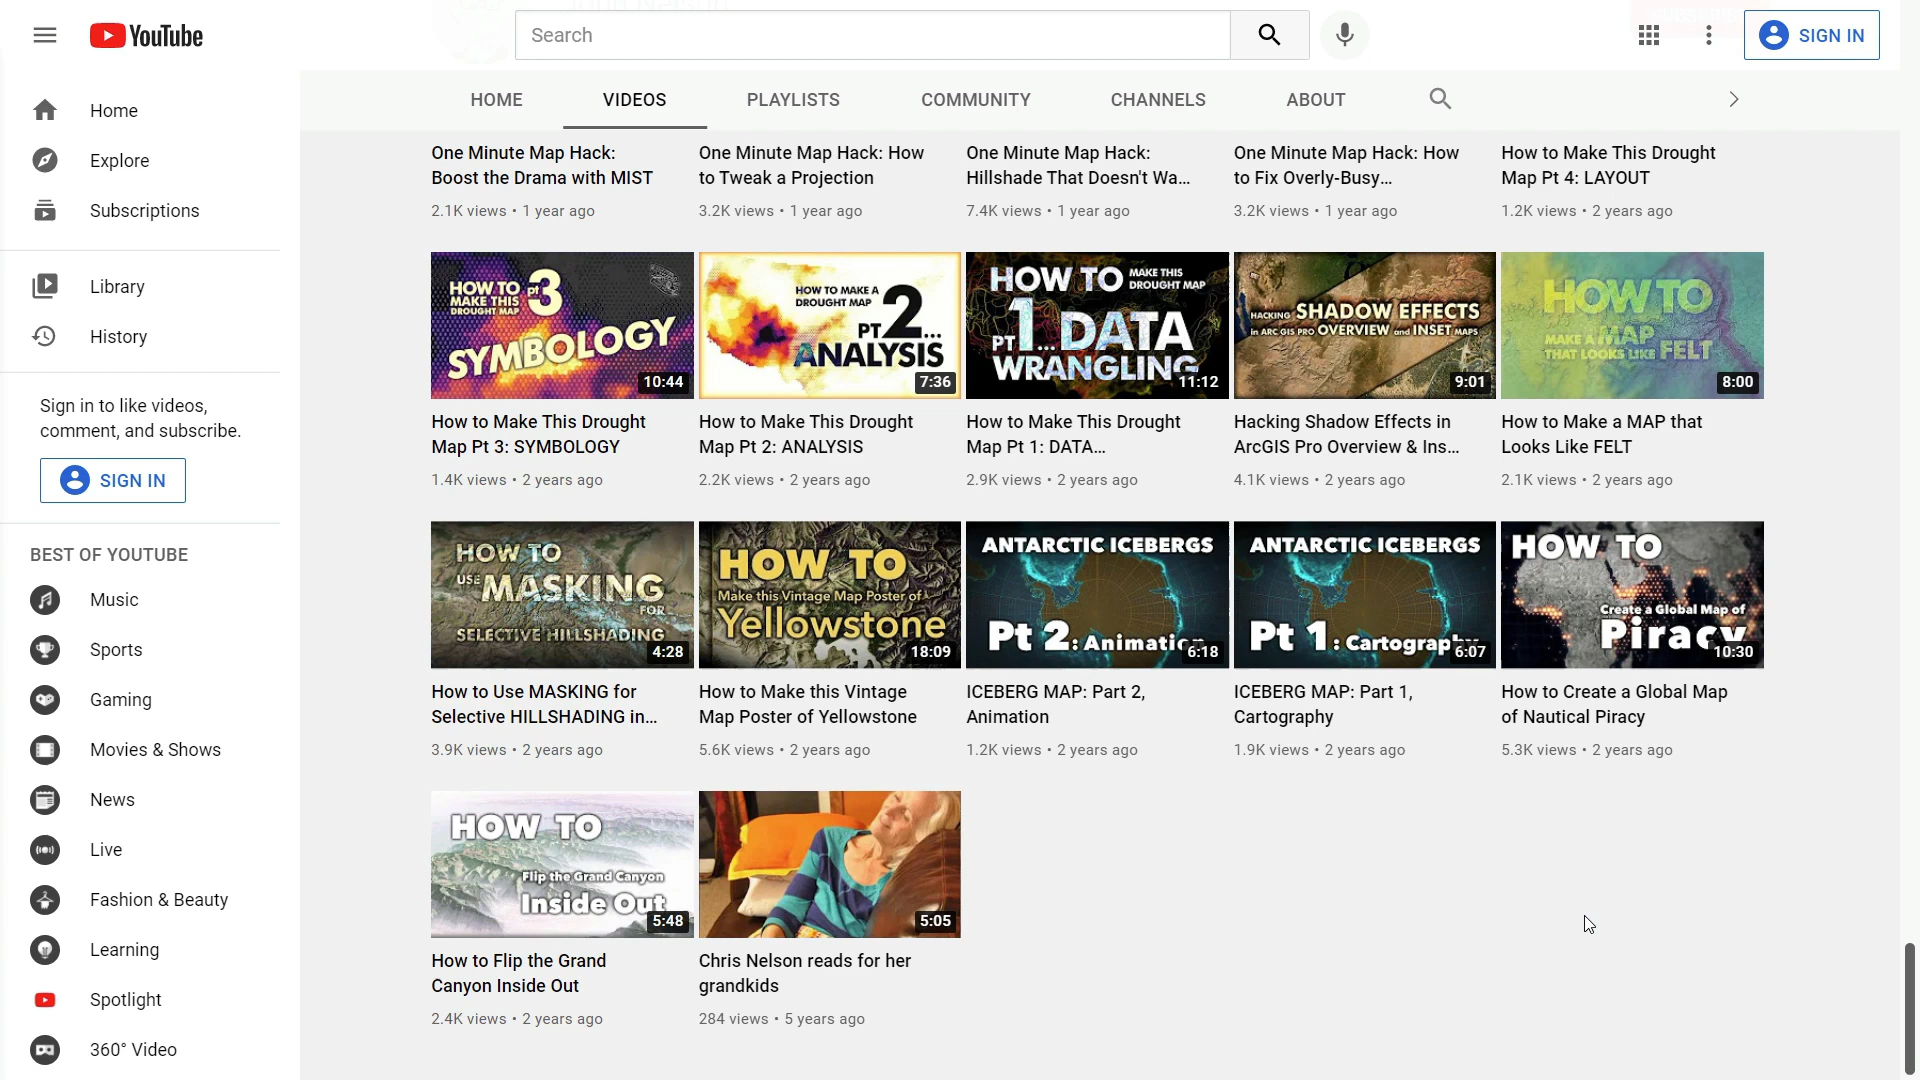 YouTube
Search
SIGN IN
HOME
VIDEOS
PLAYLISTS
COMMUNITY
CHANNELS
ABOUT
Home
Explore
Subscriptions
Library
History
Sign in to like videos,
comment, and subscribe.
SIGN IN
BEST OF YOUTUBE
Music
Sports
Gaming
Movies & Shows
News
Live
Fashion & Beauty
Learning
Spotlight
360° Video
One Minute Map Hack:
Boost the Drama with MIST
2.1K views • 1 year ago
One Minute Map Hack: How
to Tweak a Projection
3.2K views • 1 year ago
One Minute Map Hack:
Hillshade That Doesn't Wa...
7.4K views • 1 year ago
One Minute Map Hack: How
to Fix Overly-Busy...
3.2K views • 1 year ago
How to Make This Drought
Map Pt 4: LAYOUT
1.2K views • 2 years ago
HOW TO pt 3
MAKE THIS
DROUGHT MAP
SYMBOLOGY
10:44
How to Make This Drought
Map Pt 3: SYMBOLOGY
1.4K views • 2 years ago
HOW TO MAKE A
DROUGHT MAP
PT 2...
ANALYSIS
7:36
How to Make This Drought
Map Pt 2: ANALYSIS
2.2K views • 2 years ago
HOW TO MAKE THIS
DROUGHT MAP
PT 1... DATA
WRANGLING
11:12
How to Make This Drought
Map Pt 1: DATA...
2.9K views • 2 years ago
HACKING SHADOW EFFECTS
in ARC GIS PRO OVERVIEW and INSET MAPS
9:01
Hacking Shadow Effects in
ArcGIS Pro Overview & Ins...
4.1K views • 2 years ago
HOW TO
MAKE A MAP
THAT LOOKS LIKE FELT
8:00
How to Make a MAP that
Looks Like FELT
2.1K views • 2 years ago
HOW TO
USE MASKING
FOR...
SELECTIVE HILLSHADING
4:28
How to Use MASKING for
Selective HILLSHADING in...
3.9K views • 2 years ago
HOW TO
Make this Vintage Map Poster of
Yellowstone
18:09
How to Make this Vintage
Map Poster of Yellowstone
5.6K views • 2 years ago
ANTARCTIC ICEBERGS
Pt 2: Animation
6:18
ICEBERG MAP: Part 2,
Animation
1.2K views • 2 years ago
ANTARCTIC ICEBERGS
Pt 1: Cartography
6:07
ICEBERG MAP: Part 1,
Cartography
1.9K views • 2 years ago
HOW TO
Create a Global Map of
Piracy
10:30
How to Create a Global Map
of Nautical Piracy
5.3K views • 2 years ago
HOW TO
Flip the Grand Canyon
Inside Out
5:48
How to Flip the Grand
Canyon Inside Out
2.4K views • 2 years ago
5:05
Chris Nelson reads for her
grandkids
284 views • 5 years ago